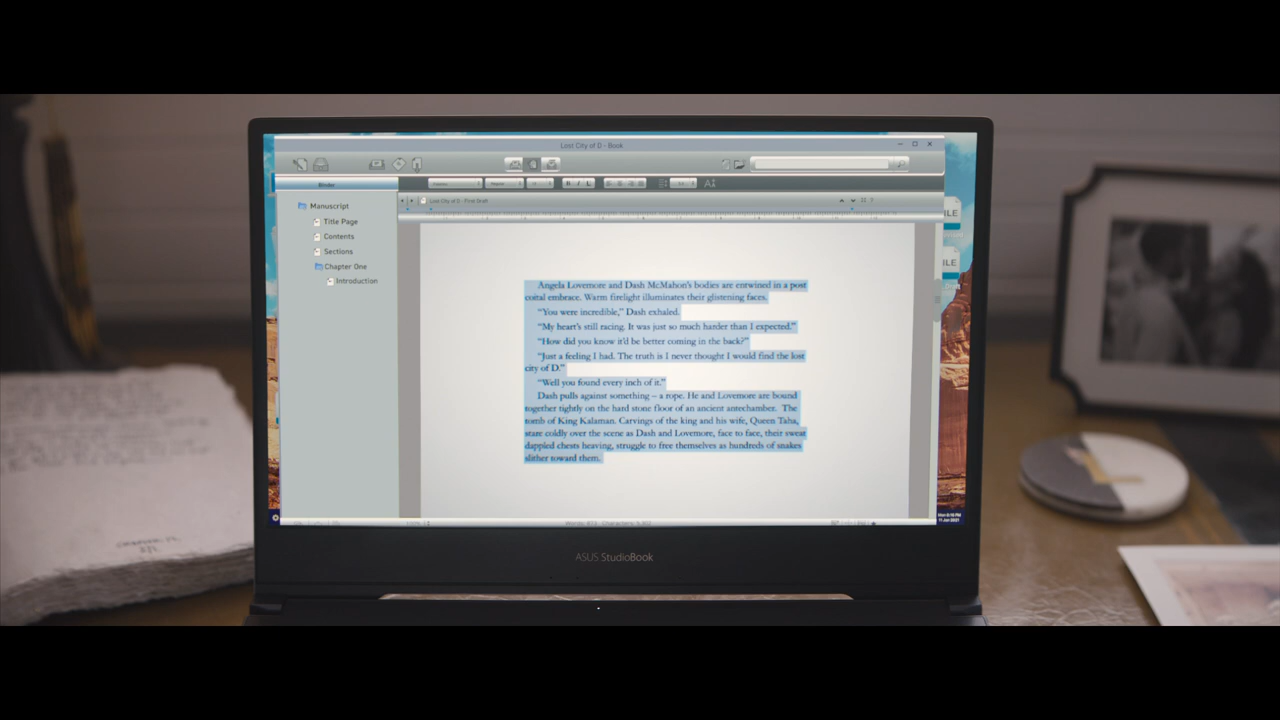 Lost City of D - Book
Binder
Lost City of D - First Draft
Manuscript
Title Page
Contents
Sections
Chapter One
Introduction
Angela Lovemore and Dash McMahon's bodies are entwined in a post
coital embrace. Warm firelight illuminates their glistening faces.
"You were incredible," Dash exhaled.
"My heart's still racing. It was just so much harder than I expected."
"How did you know it'd be better coming in the back?"
"Just a feeling I had. The truth is I never thought I would find the lost
city of D."
"Well you found every inch of it."
Dash pulls against something – a rope. He and Lovemore are bound
together tightly on the hard stone floor of an ancient antechamber. The
tomb of King Kalaman. Carvings of the king and his wife, Queen Taha,
stare coldly over the scene as Dash and Lovemore, face to face, their sweat
dappled chests heaving, struggle to free themselves as hundreds of snakes
slither toward them.
ILE
ILE
ASUS StudioBook